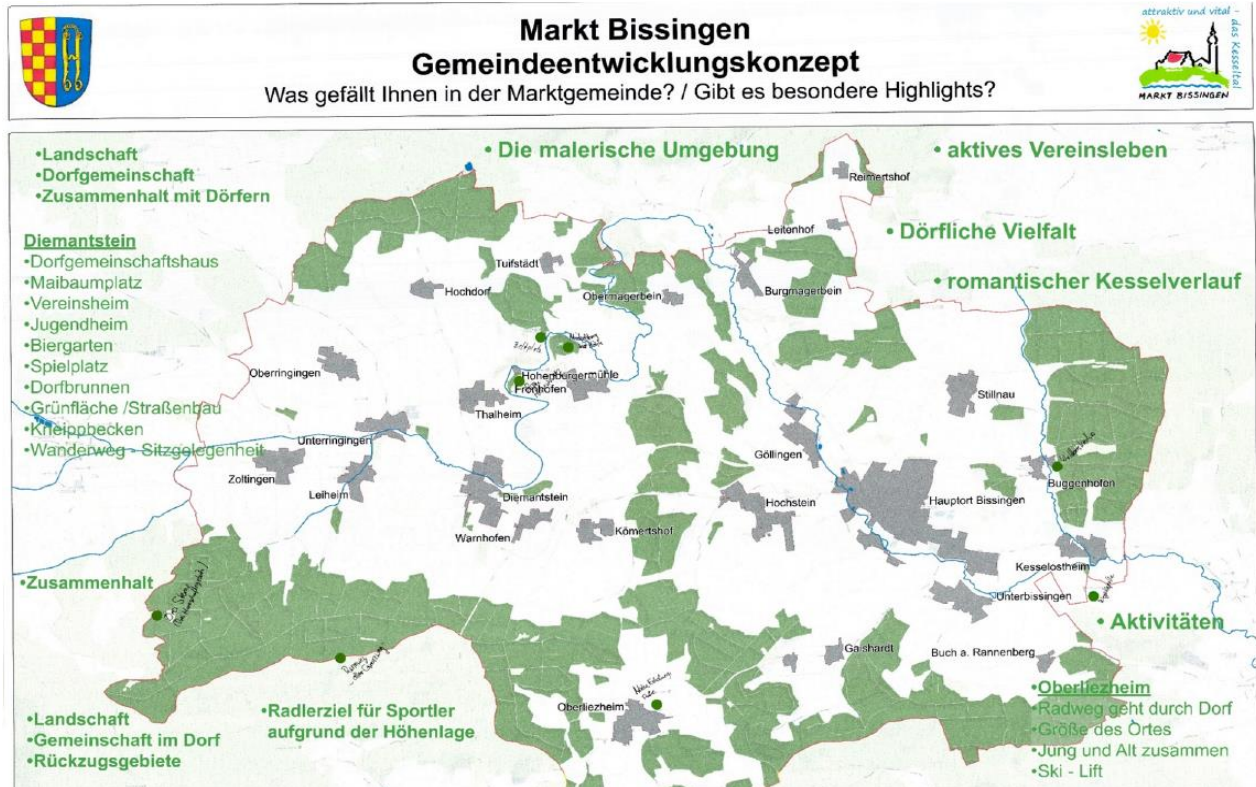 Markt Bissingen
Gemeindeentwicklungskonzept
Was gefällt Ihnen in der Marktgemeinde? / Gibt es besondere Highlights?
attraktiv und vital -
das Kesseltal
MARKT BISSINGEN
•Landschaft
•Dorfgemeinschaft
•Zusammenhalt mit Dörfern
• Die malerische Umgebung
• aktives Vereinsleben
• Dörfliche Vielfalt
• romantischer Kesselverlauf
Diemantstein
•Dorfgemeinschaftshaus
•Maibaumplatz
•Vereinsheim
•Jugendheim
•Biergarten
•Spielplatz
•Dorfbrunnen
•Grünfläche /Straßenbau
•Kneippbecken
•Wanderweg - Sitzgelegenheit
Reimertshof
Leitenhof
Tuifstädt
Hochdorf
Obermagerbein
Burgmagerbein
Oberringingen
Hohenburgermühle
Fronhofen
Thalheim
Stillnau
Unterringingen
Göllingen
Zoltingen
Leiheim
Diemantstein
Hochstein
Hauptort Bissingen
Buggenhofen
Warnhofen
Kömertshof
Kesselostheim
Unterbissingen
•Zusammenhalt
• Aktivitäten
Gaishardt
Buch a. Rannenberg
Oberliezheim
•Landschaft
•Gemeinschaft im Dorf
•Rückzugsgebiete
•Radlerziel für Sportler
aufgrund der Höhenlage
•Oberliezheim
•Radweg geht durch Dorf
•Größe des Ortes
•Jung und Alt zusammen
•Ski - Lift